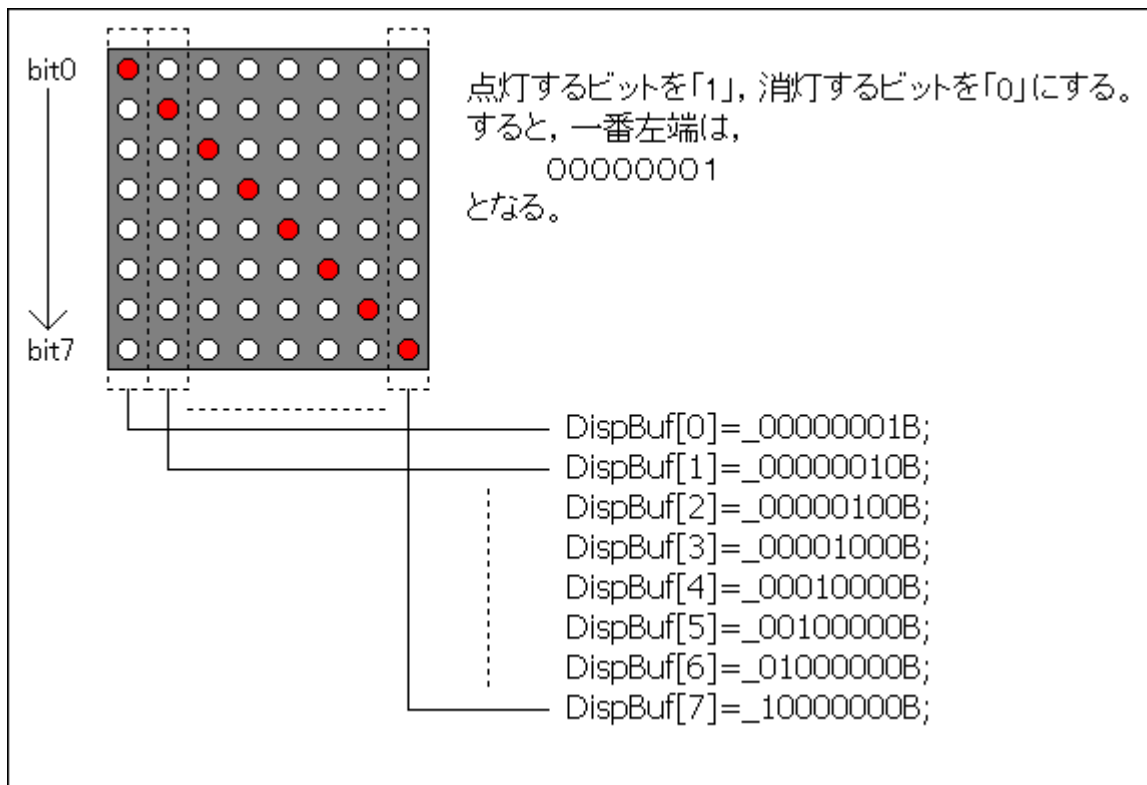 bit0
bit7
点灯するビットを「1」，消灯するビットを「0」にする。
すると，一番左端は，
00000001
となる。
DispBuf[0]=_00000001B;
DispBuf[1]=_00000010B;
DispBuf[2]=_00000100B;
DispBuf[3]=_00001000B;
DispBuf[4]=_00010000B;
DispBuf[5]=_00100000B;
DispBuf[6]=_01000000B;
DispBuf[7]=_10000000B;